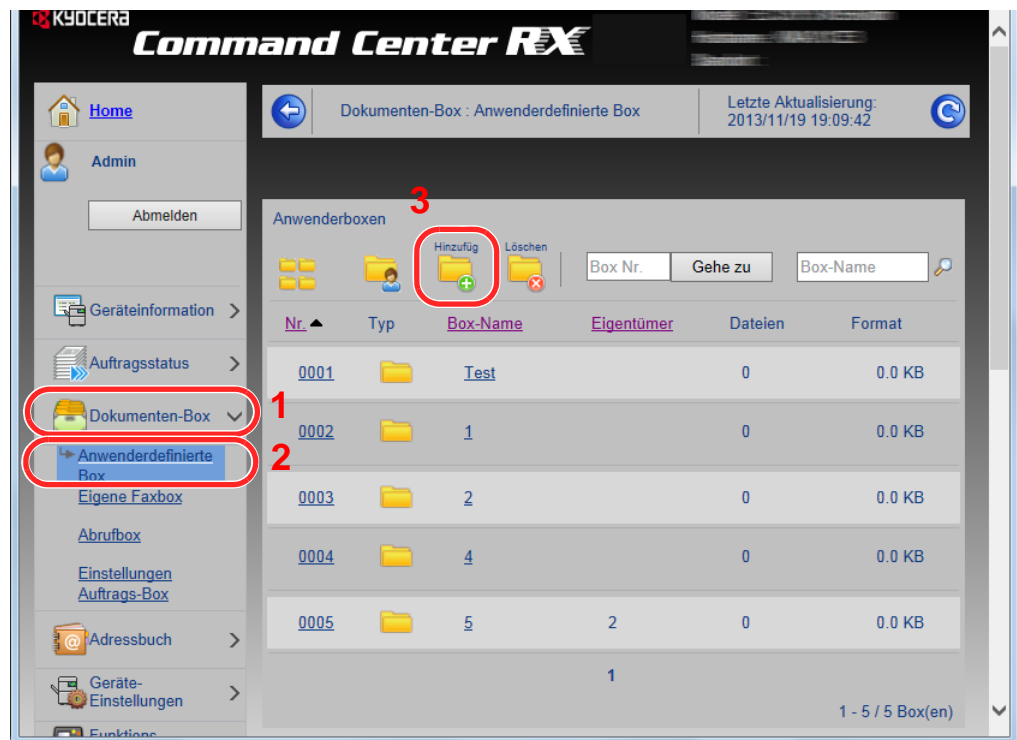 KYOCERA
Command Center RX
Home
Admin
Abmelden
Geräteinformation
Auftragsstatus
Dokumenten-Box
1
Anwenderdefinierte
Box
2
Eigene Faxbox
Abrufbox
Einstellungen
Auftrags-Box
Adressbuch
Geräte-
Einstellungen
Funktions
Dokumenten-Box : Anwenderdefinierte Box
Letzte Aktualisierung:
2013/11/19 19:09:42
3
Anwenderboxen
Hinzufüg
Löschen
Box Nr.
Gehe zu
Box-Name
Nr. Typ Box-Name Eigentümer Dateien Format
0001 Test 0 0.0 KB
0002 1 0 0.0 KB
0003 2 0 0.0 KB
0004 4 0 0.0 KB
0005 5 2 0 0.0 KB
1
1 - 5 / 5 Box(en)